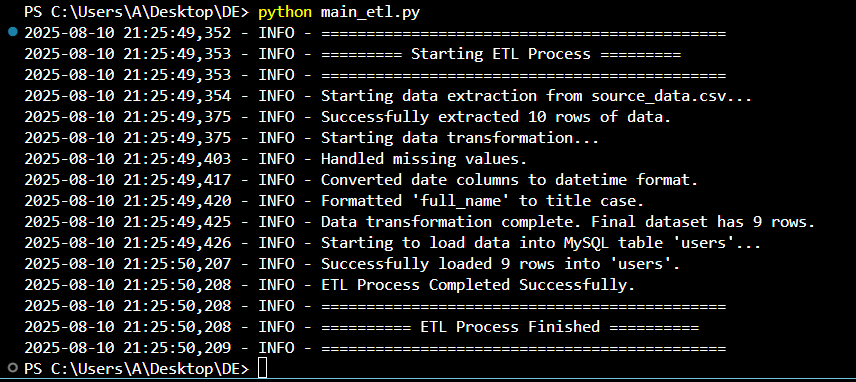 PS C:\Users\A\Desktop\DE> python main_etl.py
2025-08-10 21:25:49,352 - INFO - =============================================
2025-08-10 21:25:49,353 - INFO - ========= Starting ETL Process =========
2025-08-10 21:25:49,353 - INFO - =============================================
2025-08-10 21:25:49,354 - INFO - Starting data extraction from source_data.csv...
2025-08-10 21:25:49,375 - INFO - Successfully extracted 10 rows of data.
2025-08-10 21:25:49,375 - INFO - Starting data transformation...
2025-08-10 21:25:49,403 - INFO - Handled missing values.
2025-08-10 21:25:49,417 - INFO - Converted date columns to datetime format.
2025-08-10 21:25:49,420 - INFO - Formatted 'full_name' to title case.
2025-08-10 21:25:49,425 - INFO - Data transformation complete. Final dataset has 9 rows.
2025-08-10 21:25:49,426 - INFO - Starting to load data into MySQL table 'users'...
2025-08-10 21:25:50,207 - INFO - Successfully loaded 9 rows into 'users'.
2025-08-10 21:25:50,208 - INFO - ETL Process Completed Successfully.
2025-08-10 21:25:50,208 - INFO - =============================================
2025-08-10 21:25:50,208 - INFO - ========== ETL Process Finished ==========
2025-08-10 21:25:50,209 - INFO - =============================================
PS C:\Users\A\Desktop\DE>